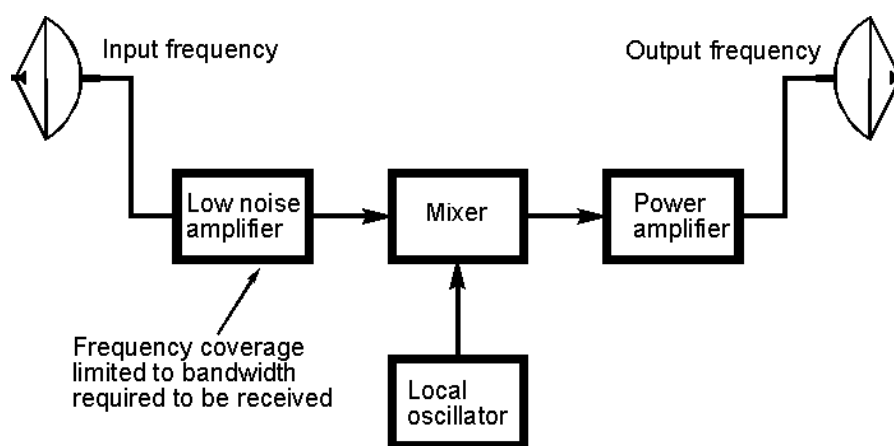 Input frequency
Output frequency
Low noise
amplifier
Mixer
Power
amplifier
Frequency coverage
limited to bandwidth
required to be received
Local
oscillator